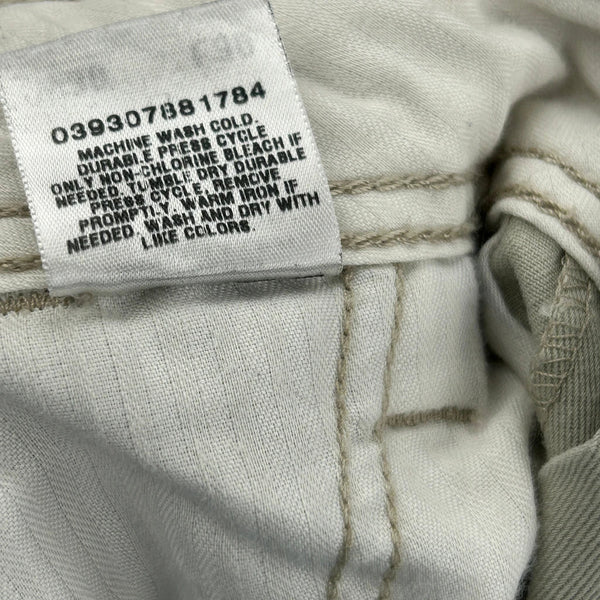 039307881784
MACHINE WASH COLD.
DURABLE PRESS CYCLE
ONLY NON-CHLORINE BLEACH IF
NEEDED. TUMBLE DRY DURABLE
PRESS CYCLE. REMOVE
PROMPTLY. WARM IRON IF
NEEDED. WASH AND DRY WITH
LIKE COLORS.